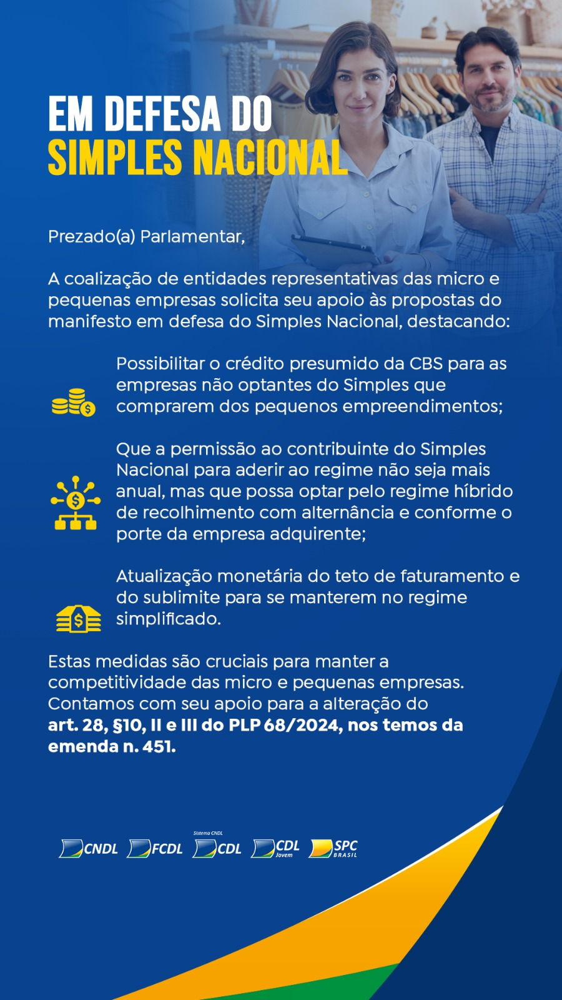 EM DEFESA DO
SIMPLES NACIONAL
Prezado(a) Parlamentar,
A coalização de entidades representativas das micro e
pequenas empresas solicita seu apoio às propostas do
manifesto em defesa do Simples Nacional, destacando:
Possibilitar o crédito presumido da CBS para as
empresas não optantes do Simples que
comprarem dos pequenos empreendimentos;
Que a permissão ao contribuinte do Simples
Nacional para aderir ao regime não seja mais
anual, mas que possa optar pelo regime híbrido
de recolhimento com alternância e conforme o
porte da empresa adquirente;
Atualização monetária do teto de faturamento e
do sublimite para se manterem no regime
simplificado.
Estas medidas são cruciais para manter a
competitividade das micro e pequenas empresas.
Contamos com seu apoio para a alteração do
art. 28, §10, II e III do PLP 68/2024, nos temos da
emenda n. 451.
CNDL
FCDL
Sistema CNDL
CDL
CDL
Jovem
SPC
BRASIL